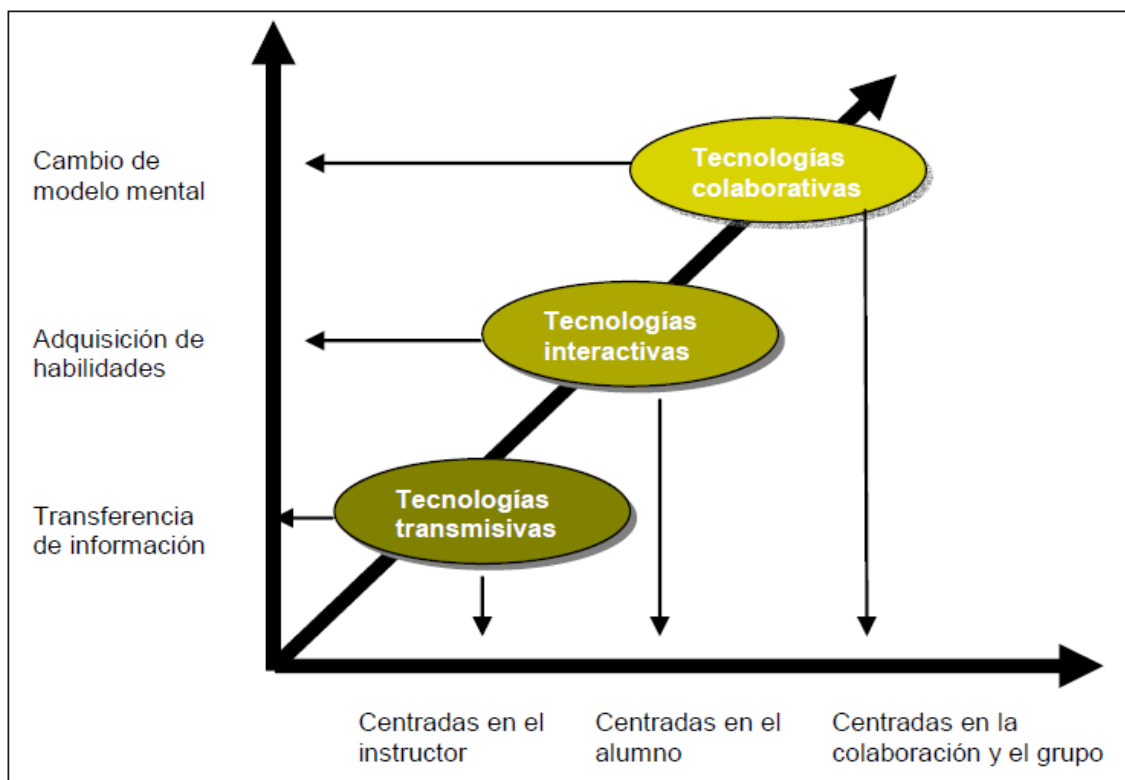 Cambio de
modelo mental
Tecnologías
colaborativas
Adquisición de
habilidades
Tecnologías
interactivas
Transferencia
de información
Tecnologías
transmisivas
Centradas en el
instructor
Centradas en el
alumno
Centradas en la
colaboración y el grupo